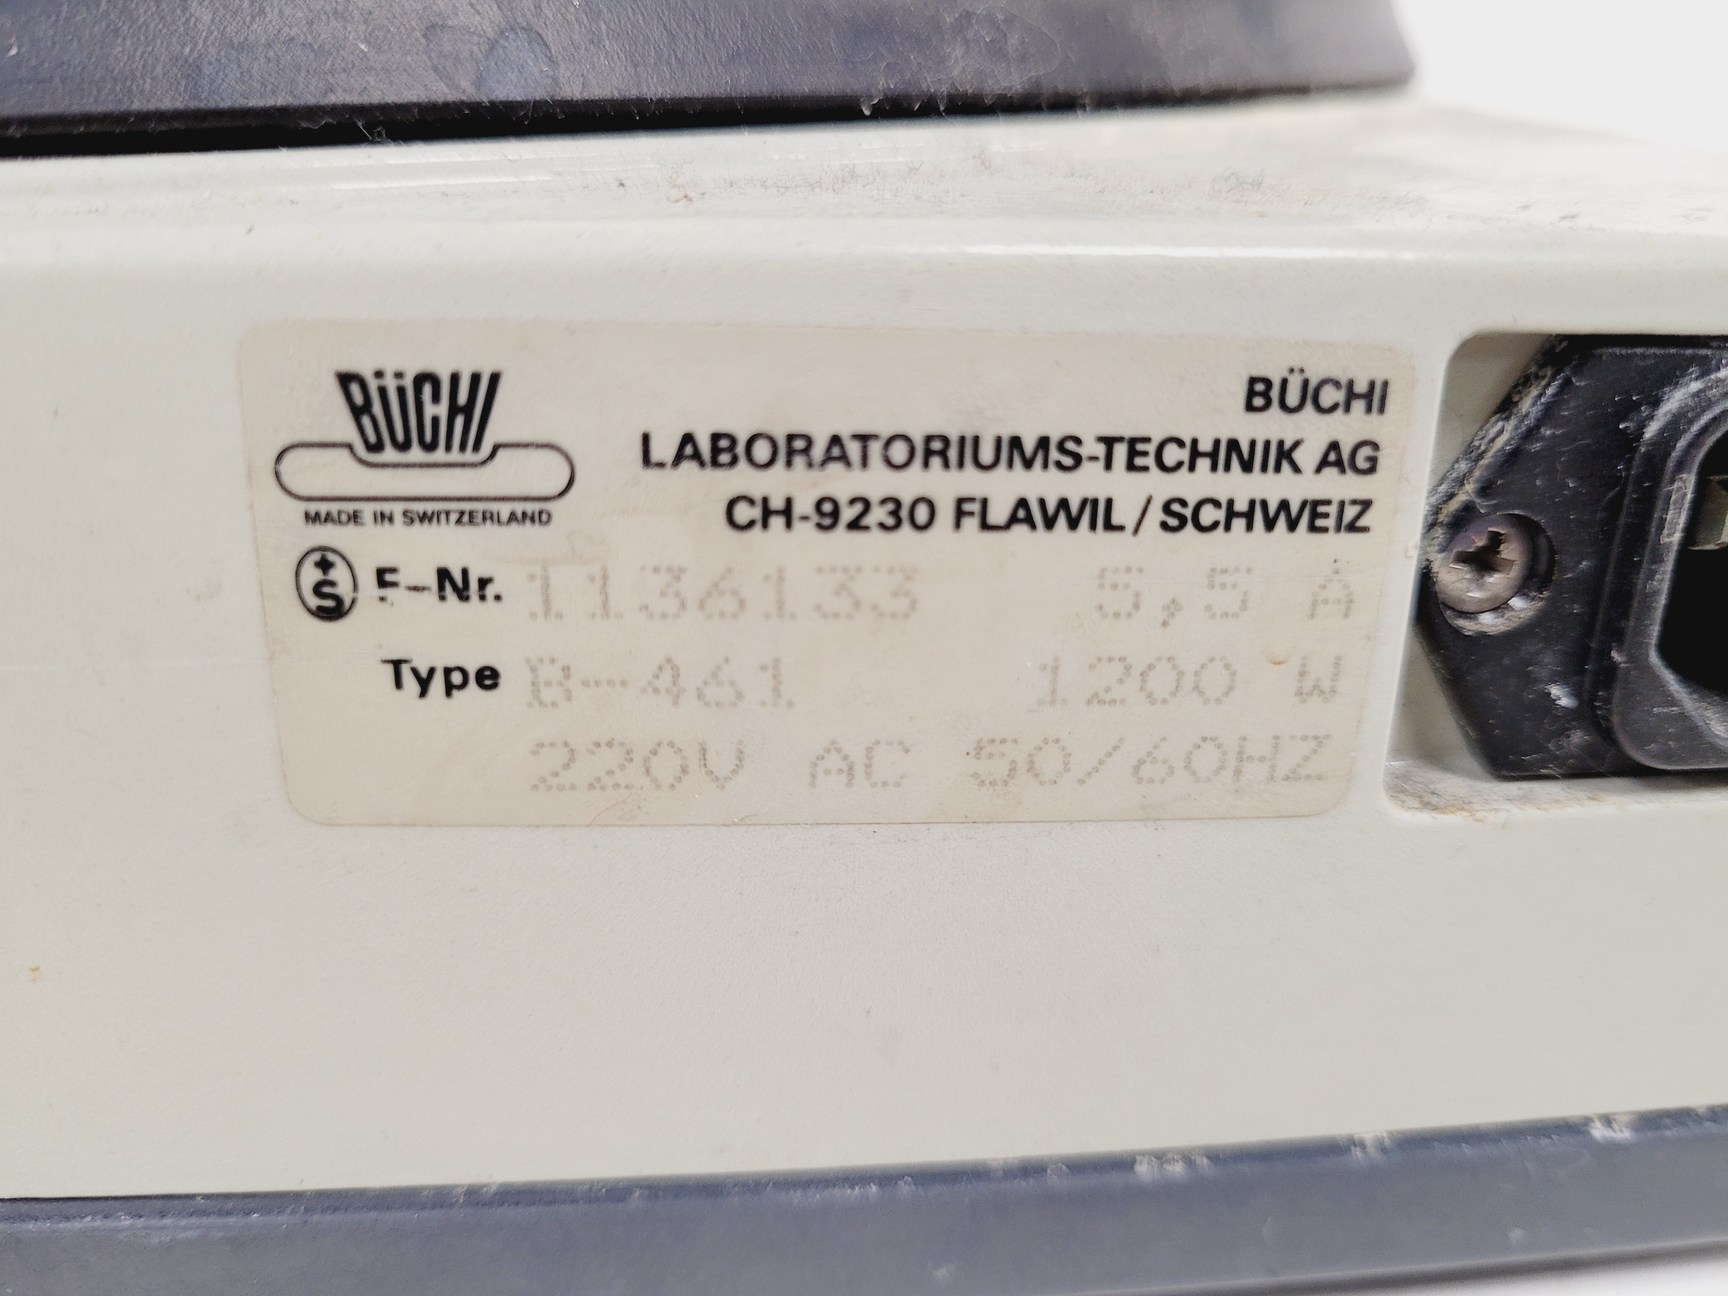 BÜCHI
MADE IN SWITZERLAND
BÜCHI
LABORATORIUMS-TECHNIK AG
CH-9230 FLAWIL/SCHWEIZ
+S F-Nr. 1136133 5,5 A
Type B-461 1200 W
220V AC 50/60HZ